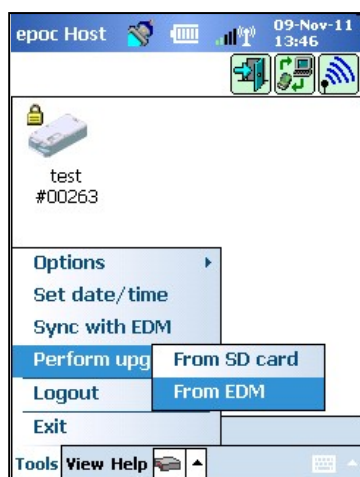 epoc Host
09-Nov-11
13:46
test
#00263
Options
Set date/time
Sync with EDM
Perform upg
From SD card
From EDM
Logout
Exit
Tools View Help